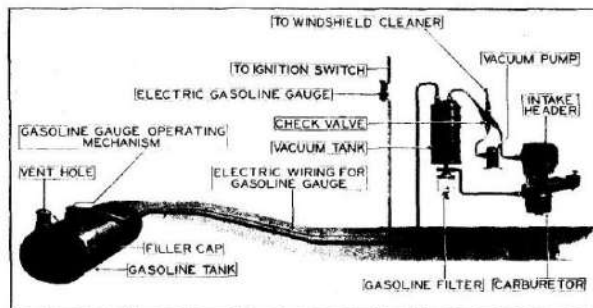 TO WINDSHIELD CLEANER
VACUUM PUMP
TO IGNITION SWITCH
INTAKE
HEADER
ELECTRIC GASOLINE GAUGE
GASOLINE GAUGE OPERATING
MECHANISM
CHECK VALVE
VACUUM TANK
VENT HOLE
ELECTRIC WIRING FOR
GASOLINE GAUGE
FILLER CAP
GASOLINE TANK
GASOLINE FILTER
CARBURETOR